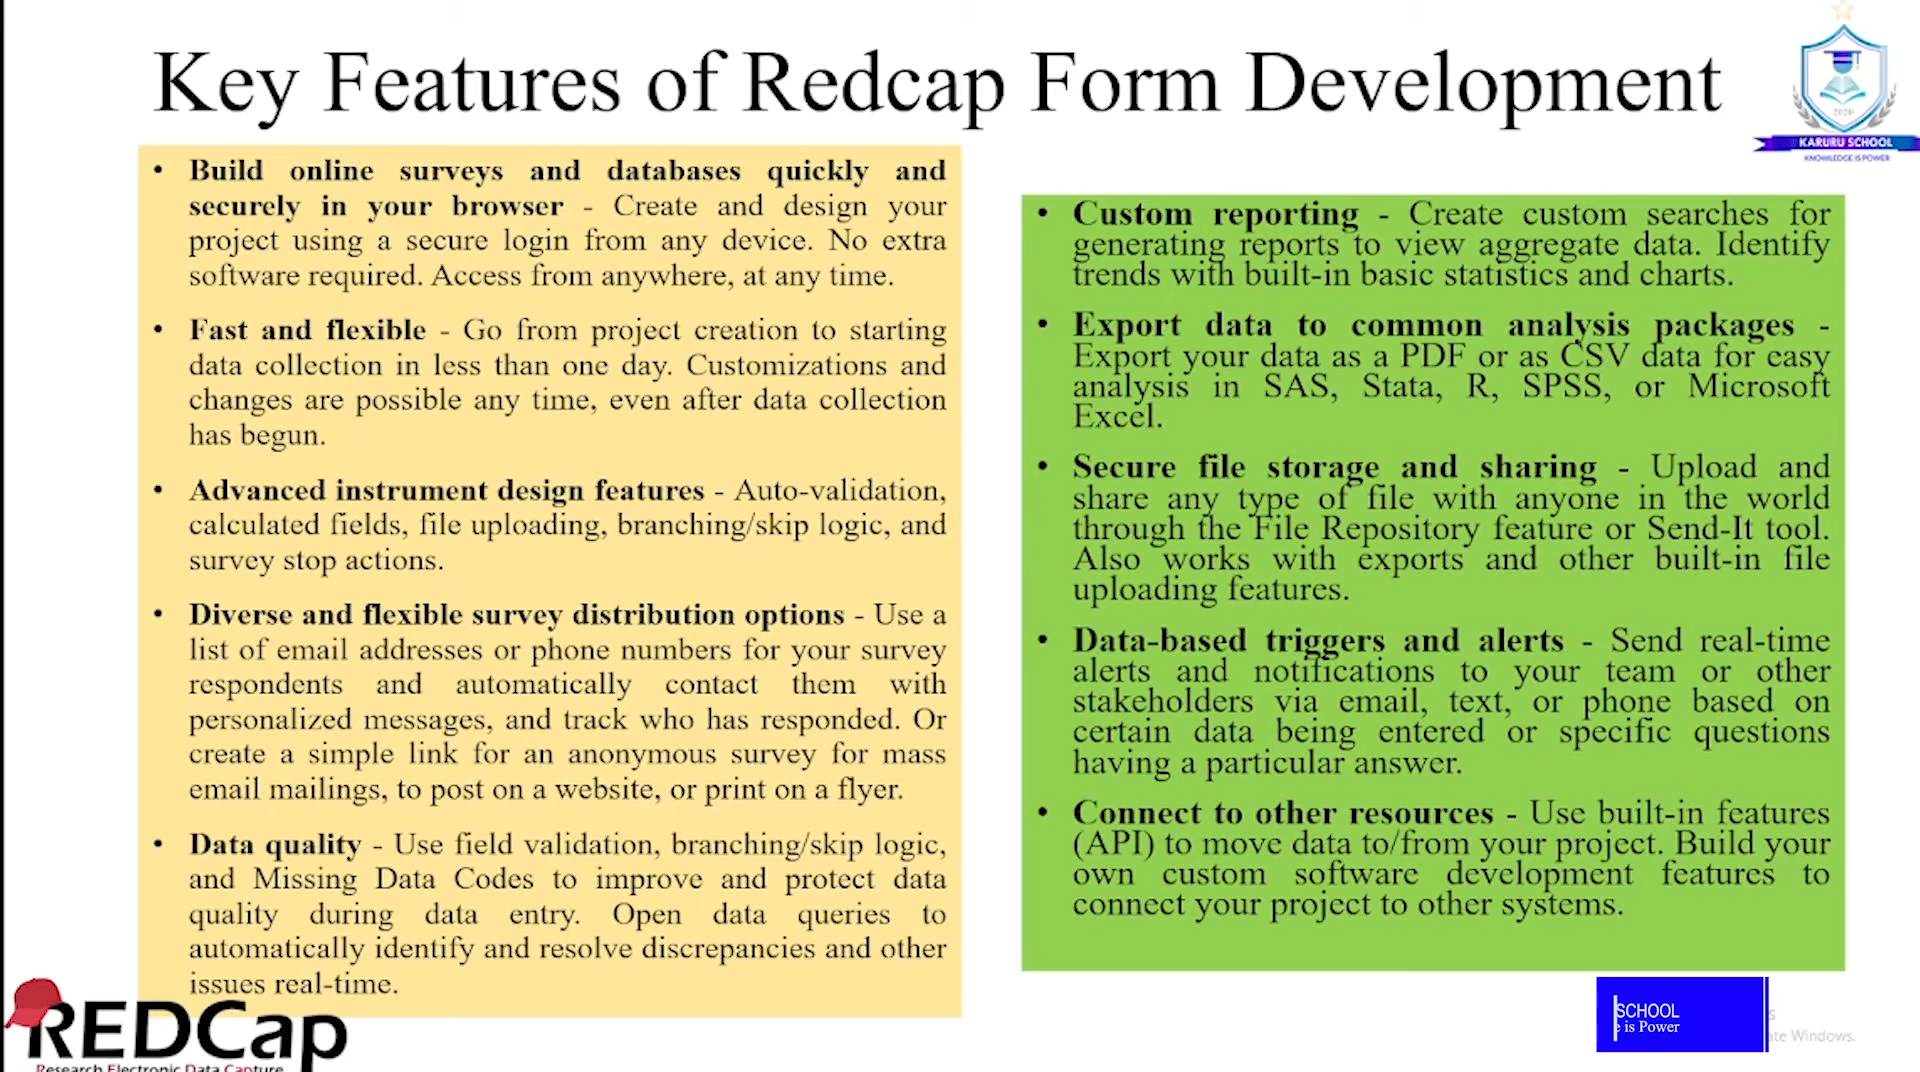 Key Features of Redcap Form Development
2020
KARURU SCHOOL
KNOWLEDGE IS POWER
• Build online surveys and databases quickly and
securely in your browser - Create and design your
project using a secure login from any device. No extra
software required. Access from anywhere, at any time.
• Fast and flexible - Go from project creation to starting
data collection in less than one day. Customizations and
changes are possible any time, even after data collection
has begun.
• Advanced instrument design features - Auto-validation,
calculated fields, file uploading, branching/skip logic, and
survey stop actions.
• Diverse and flexible survey distribution options - Use a
list of email addresses or phone numbers for your survey
respondents and automatically contact them with
personalized messages, and track who has responded. Or
create a simple link for an anonymous survey for mass
email mailings, to post on a website, or print on a flyer.
• Data quality - Use field validation, branching/skip logic,
and Missing Data Codes to improve and protect data
quality during data entry. Open data queries to
automatically identify and resolve discrepancies and other
issues real-time.
• Custom reporting - Create custom searches for
generating reports to view aggregate data. Identify
trends with built-in basic statistics and charts.
• Export data to common analysis packages -
Export your data as a PDF or as CSV data for easy
analysis in SAS, Stata, R, SPSS, or Microsoft
Excel.
• Secure file storage and sharing - Upload and
share any type of file with anyone in the world
through the File Repository feature or Send-It tool.
Also works with exports and other built-in file
uploading features.
• Data-based triggers and alerts - Send real-time
alerts and notifications to your team or other
stakeholders via email, text, or phone based on
certain data being entered or specific questions
having a particular answer.
• Connect to other resources - Use built-in features
(API) to move data to/from your project. Build your
own custom software development features to
connect your project to other systems.
REDCap
Research Electronic Data Capture
SCHOOL
e is Power
Windows.